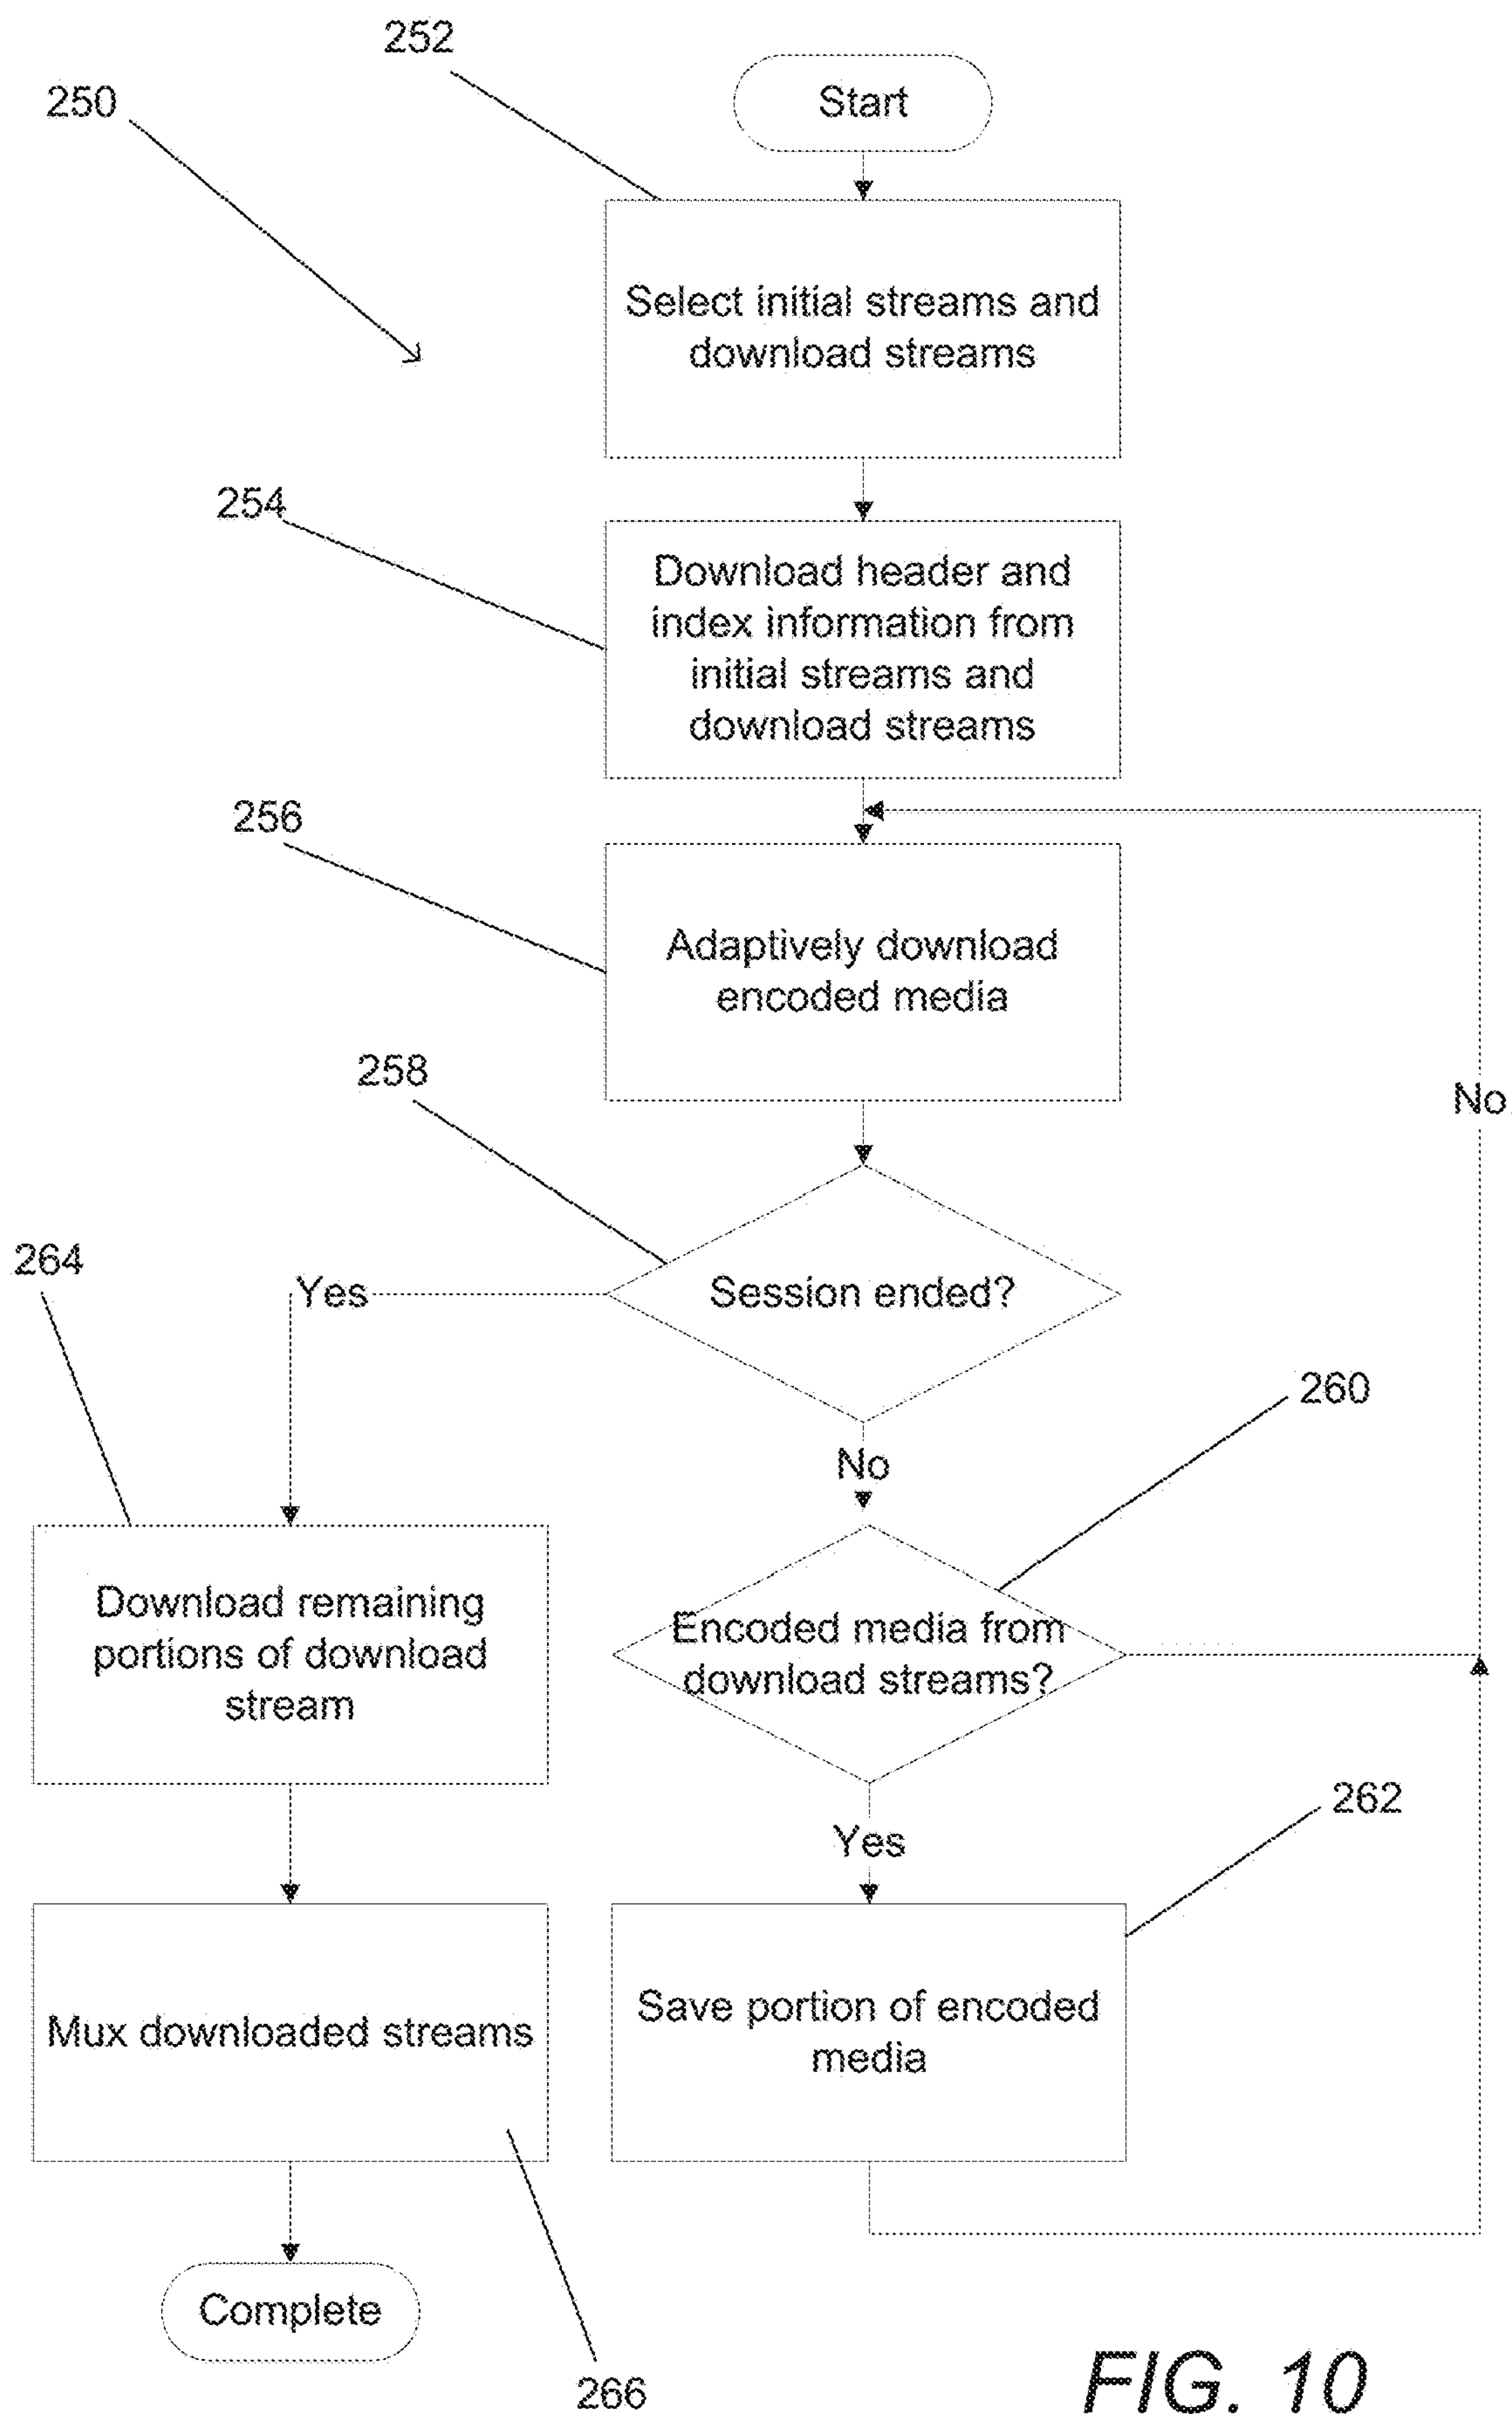 252
250
Start
Select initial streams and
download streams
254
Download header and
index information from
initial streams and
download streams
256
Adaptively download
encoded media
258
No
264
Yes
Session ended?
260
No
Download remaining
portions of download
stream
Encoded media from
download streams?
262
Yes
Mux downloaded streams
Save portion of encoded
media
Complete
266
FIG. 10